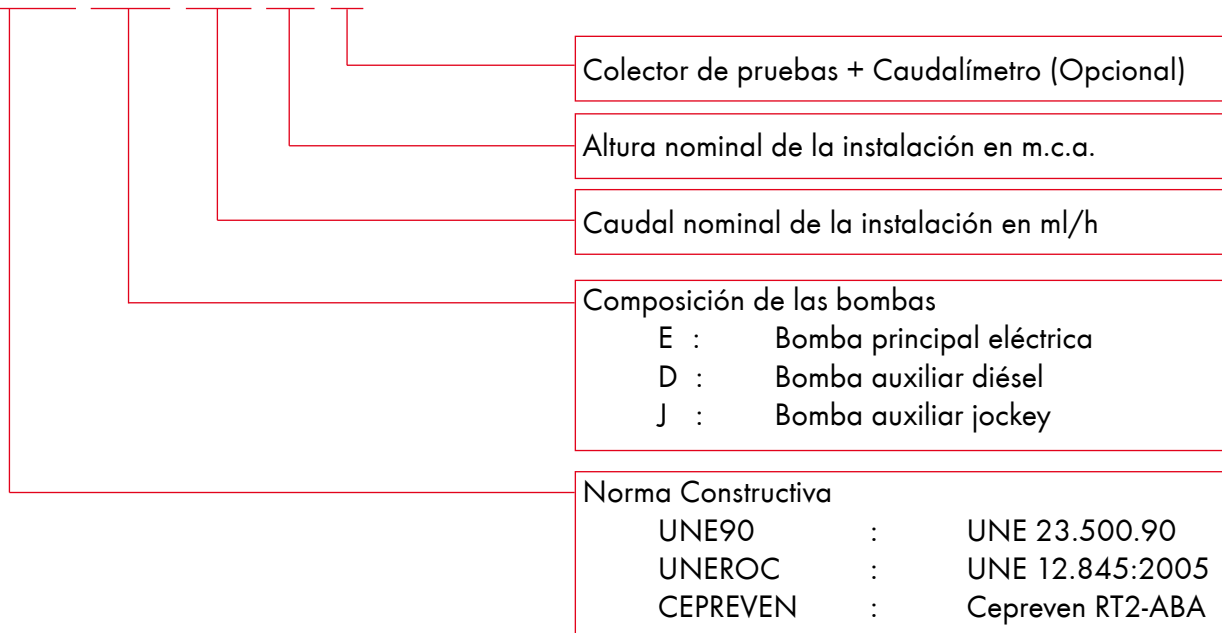 Colector de pruebas + Caudalímetro (Opcional)
Altura nominal de la instalación en m.c.a.
Caudal nominal de la instalación en ml/h
Composición de las bombas
E : Bomba principal eléctrica
D : Bomba auxiliar diésel
J : Bomba auxiliar jockey
Norma Constructiva
UNE90 : UNE 23.500.90
UNEROC : UNE 12.845:2005
CEPREVEN : Cepreven RT2-ABA